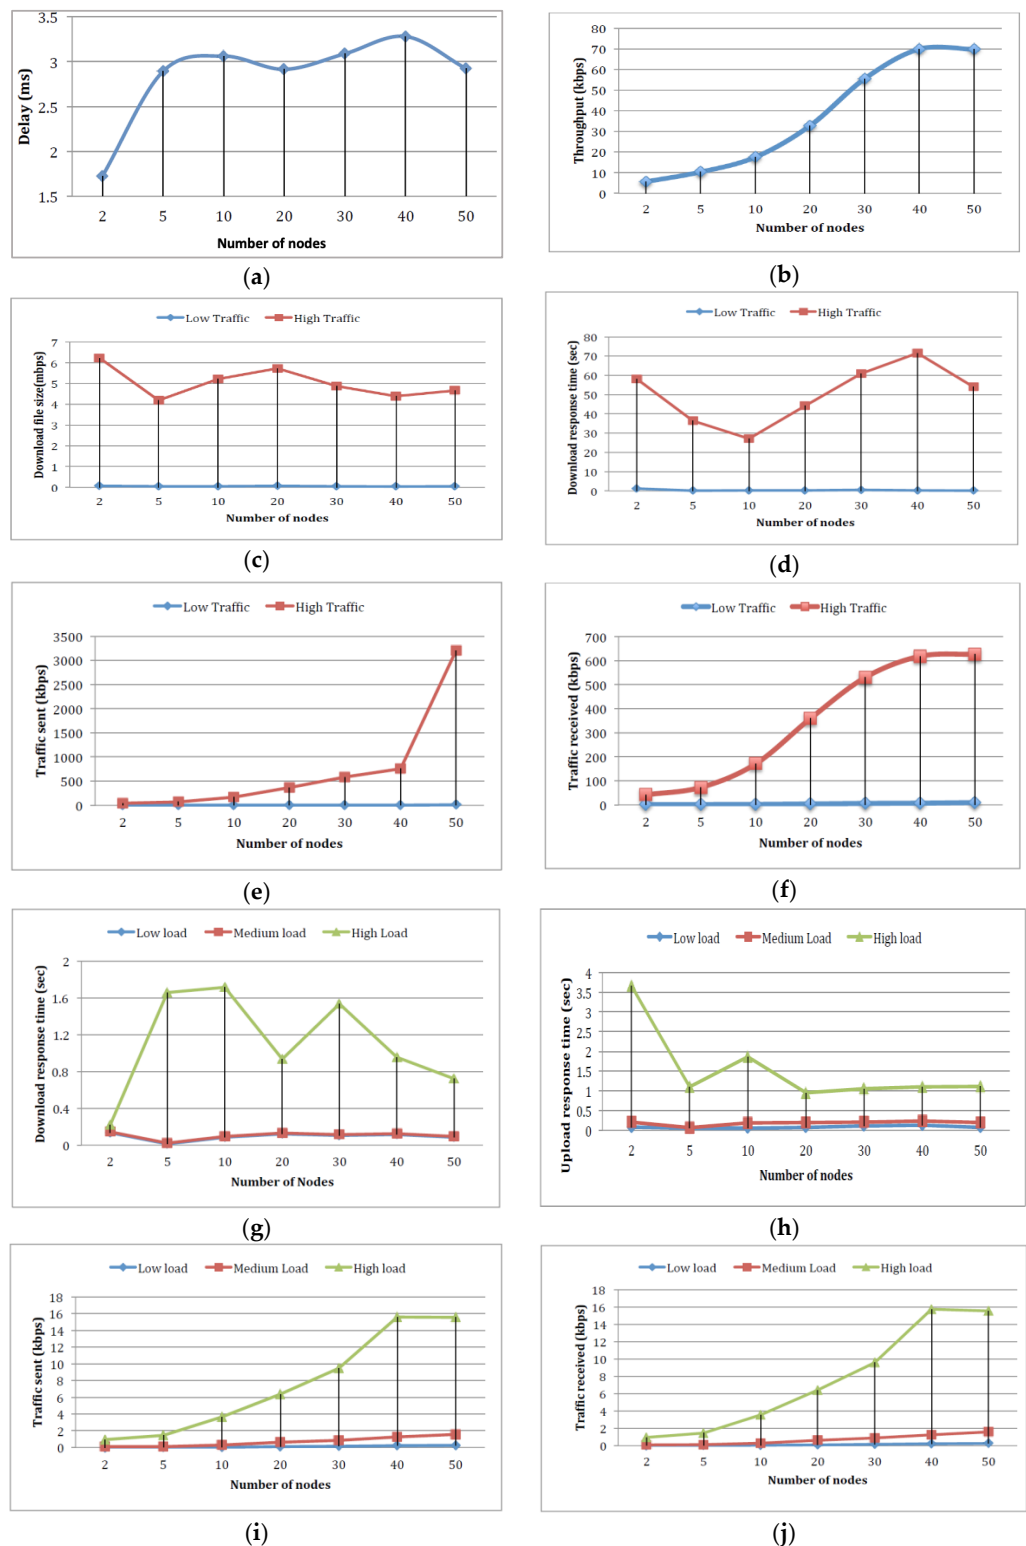 3.5
3
2.5
2
1.5
Delay (ms)
2 5 10 20 30 40 50
Number of nodes
(a)
80
70
60
50
40
30
20
10
0
Throughput (kbps)
2 5 10 20 30 40 50
Number of nodes
(b)
Low Traffic High Traffic
7
6
5
4
3
2
1
0
Download file size(mbps)
2 5 10 20 30 40 50
Number of nodes
(c)
Low Traffic High Traffic
80
70
60
50
40
30
20
10
0
Download response time (sec)
2 5 10 20 30 40 50
Number of nodes
(d)
Low Traffic High Traffic
3500
3000
2500
2000
1500
1000
500
0
Traffic sent (kbps)
2 5 10 20 30 40 50
Number of nodes
(e)
Low Traffic High Traffic
700
600
500
400
300
200
100
0
Traffic received (kbps)
2 5 10 20 30 40 50
Number of nodes
(f)
Low load Medium load High Load
2
1.6
1.2
0.8
0.4
0
Download response time (sec)
2 5 10 20 30 40 50
Number of Nodes
(g)
Low load Medium Load High load
4
3.5
3
2.5
2
1.5
1
0.5
0
Upload response time (sec)
2 5 10 20 30 40 50
Number of nodes
(h)
Low load Medium Load High load
18
16
14
12
10
8
6
4
2
0
Traffic sent (kbps)
2 5 10 20 30 40 50
Number of nodes
(i)
Low load Medium Load High load
18
16
14
12
10
8
6
4
2
0
Traffic received (kbps)
2 5 10 20 30 40 50
Number of nodes
(j)